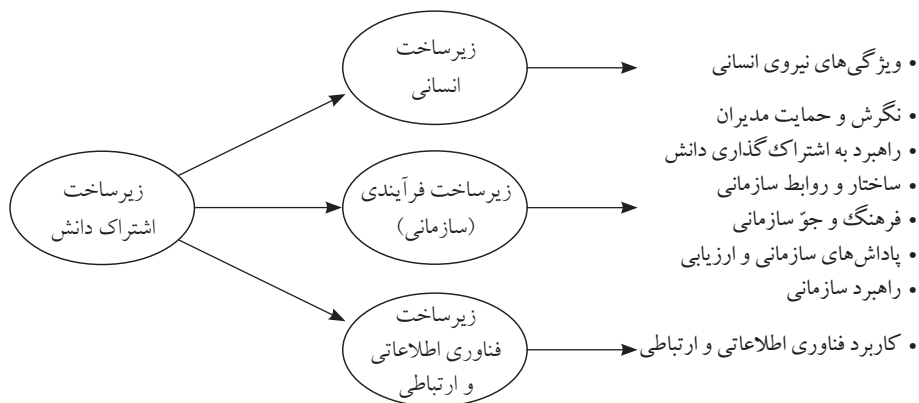 زیرساخت
اشتراک دانش
زیرساخت
انسانی
زیرساخت فرآیندی
(سازمانی)
زیرساخت
فناوری اطلاعاتی
و ارتباطی
• ویژگی‌های نیروی انسانی
• نگرش و حمایت مدیران
• راهبرد به اشتراک‌گذاری دانش
• ساختار و روابط سازمانی
• فرهنگ و جوّ سازمانی
• پاداش‌های سازمانی و ارزیابی
• راهبرد سازمانی
• کاربرد فناوری اطلاعاتی و ارتباطی